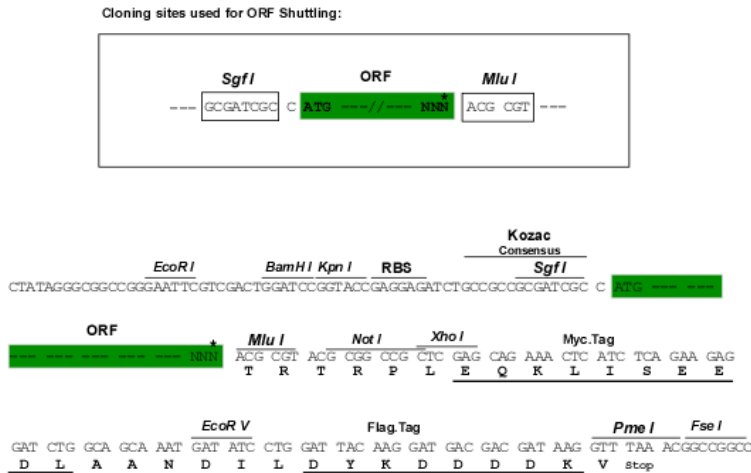 Cloning sites used for ORF Shuttling:
Sgf I ORF Mlu I
*
--- GCGATCGC C ATG ---//--- NNN ACG CGT ---
Kozac
Consensus
EcoR I BamH I Kpn I RBS Sgf I
CTATAGGGCGGCCGGGAATTCGTCGACTGGATCCGGTACCGAGGAGATCTGCCGCCGCGATCGC C ATG --- ---
ORF
* Mlu I Not I Xho I Myc.Tag
--- --- --- --- --- NNN ACG CGT ACG CGG CCG CTC GAG CAG AAA CTC ATC TCA GAA GAG
T R T R P L E Q K L I S E E
EcoR V Flag.Tag Pme I Fse I
GAT CTG GCA GCA AAT GAT ATC CTG GAT TAC AAG GAT GAC GAC GAT AAG GTT TAA ACGGCCGGCC
D L A A N D I L D Y K D D D D K V Stop